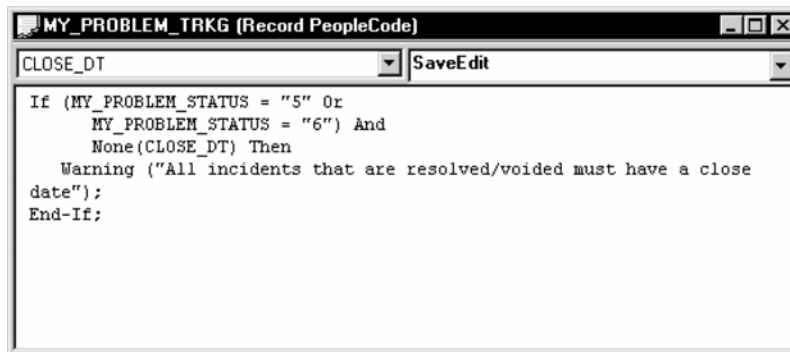 MY_PROBLEM_TRKG (Record PeopleCode)
CLOSE_DT SaveEdit
If (MY_PROBLEM_STATUS = "5" Or
MY_PROBLEM_STATUS = "6") And
None(CLOSE_DT) Then
Warning ("All incidents that are resolved/voided must have a close
date");
End-If;